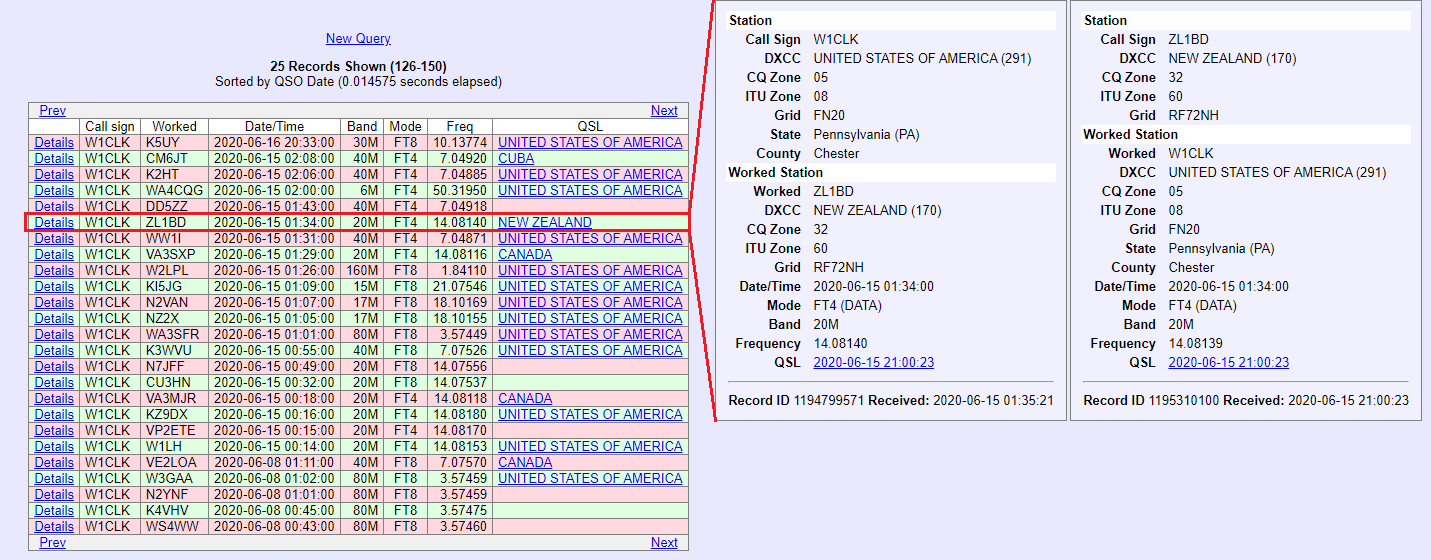 New Query
25 Records Shown (126-150)
Sorted by QSO Date (0.014575 seconds elapsed)
Prev Next
Call sign Worked Date/Time Band Mode Freq QSL
Details W1CLK K5UY 2020-06-16 20:33:00 30M FT8 10.13774 UNITED STATES OF AMERICA
Details W1CLK CM6JT 2020-06-15 02:08:00 40M FT4 7.04920 CUBA
Details W1CLK K2HT 2020-06-15 02:06:00 40M FT4 7.04885 UNITED STATES OF AMERICA
Details W1CLK WA4CQG 2020-06-15 02:00:00 6M FT4 50.31950 UNITED STATES OF AMERICA
Details W1CLK DD5ZZ 2020-06-15 01:43:00 40M FT4 7.04918
Details W1CLK ZL1BD 2020-06-15 01:34:00 20M FT4 14.08140 NEW ZEALAND
Details W1CLK WW1I 2020-06-15 01:31:00 40M FT4 7.04871 UNITED STATES OF AMERICA
Details W1CLK VA3SXP 2020-06-15 01:29:00 20M FT4 14.08116 CANADA
Details W1CLK W2LPL 2020-06-15 01:26:00 160M FT8 1.84110 UNITED STATES OF AMERICA
Details W1CLK KI5JG 2020-06-15 01:09:00 15M FT8 21.07546 UNITED STATES OF AMERICA
Details W1CLK N2VAN 2020-06-15 01:07:00 17M FT8 18.10169 UNITED STATES OF AMERICA
Details W1CLK NZ2X 2020-06-15 01:05:00 17M FT8 18.10155 UNITED STATES OF AMERICA
Details W1CLK WA3SFR 2020-06-15 01:01:00 80M FT8 3.57449 UNITED STATES OF AMERICA
Details W1CLK K3WVU 2020-06-15 00:55:00 40M FT8 7.07526 UNITED STATES OF AMERICA
Details W1CLK N7JFF 2020-06-15 00:49:00 20M FT8 14.07556
Details W1CLK CU3HN 2020-06-15 00:32:00 20M FT8 14.07537
Details W1CLK VA3MJR 2020-06-15 00:18:00 20M FT4 14.08118 CANADA
Details W1CLK KZ9DX 2020-06-15 00:16:00 20M FT4 14.08180 UNITED STATES OF AMERICA
Details W1CLK VP2ETE 2020-06-15 00:15:00 20M FT4 14.08170
Details W1CLK W1LH 2020-06-15 00:14:00 20M FT4 14.08153 UNITED STATES OF AMERICA
Details W1CLK VE2LOA 2020-06-08 01:11:00 40M FT8 7.07570 CANADA
Details W1CLK W3GAA 2020-06-08 01:02:00 80M FT8 3.57459 UNITED STATES OF AMERICA
Details W1CLK N2YNF 2020-06-08 01:01:00 80M FT8 3.57459
Details W1CLK K4VHV 2020-06-08 00:45:00 80M FT8 3.57475
Details W1CLK WS4WW 2020-06-08 00:43:00 80M FT8 3.57460
Prev Next
Station
Call Sign W1CLK
DXCC UNITED STATES OF AMERICA (291)
CQ Zone 05
ITU Zone 08
Grid FN20
State Pennsylvania (PA)
County Chester
Worked Station
Worked ZL1BD
DXCC NEW ZEALAND (170)
CQ Zone 32
ITU Zone 60
Grid RF72NH
Date/Time 2020-06-15 01:34:00
Mode FT4 (DATA)
Band 20M
Frequency 14.08140
QSL 2020-06-15 21:00:23
Record ID 1194799571 Received: 2020-06-15 01:35:21
Station
Call Sign ZL1BD
DXCC NEW ZEALAND (170)
CQ Zone 32
ITU Zone 60
Grid RF72NH
Worked Station
Worked W1CLK
DXCC UNITED STATES OF AMERICA (291)
CQ Zone 05
ITU Zone 08
Grid FN20
State Pennsylvania (PA)
County Chester
Date/Time 2020-06-15 01:34:00
Mode FT4 (DATA)
Band 20M
Frequency 14.08139
QSL 2020-06-15 21:00:23
Record ID 1195310100 Received: 2020-06-15 21:00:23